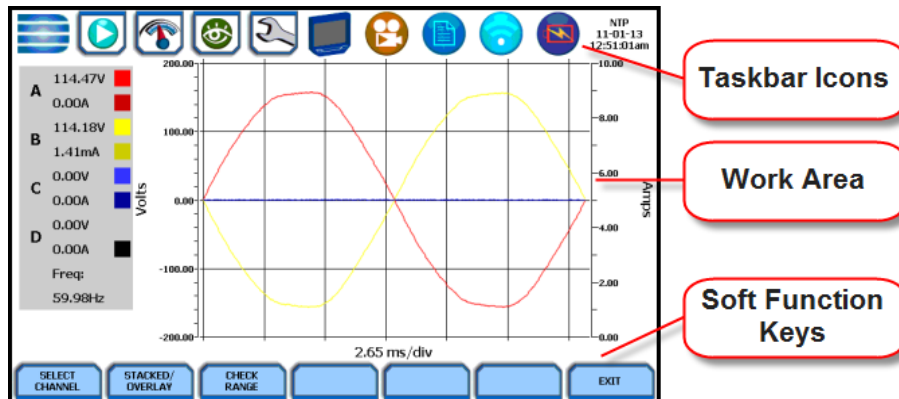 NTP
11-01-13
12:51:01am
Taskbar Icons
Work Area
Soft Function
Keys
A
114.47V
0.00A
B
114.18V
1.41mA
C
0.00V
0.00A
D
0.00V
0.00A
Freq:
59.98Hz
200.00
100.00
0.00
-100.00
-200.00
Volts
10.00
8.00
6.00
4.00
2.00
0.00
Amps
2.65 ms/div
SELECT
CHANNEL
STACKED/
OVERLAY
CHECK
RANGE
EXIT